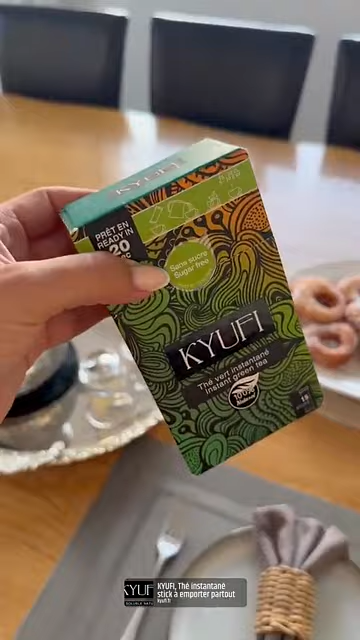 KYUFI
PRÊT EN
READY IN
20
Sans sucre
Sugar free
KYUFI
Thé vert instantané
Instant green tea
100%
KYUFI, Thé instantané
stick à emporter partout
kyufi.fr